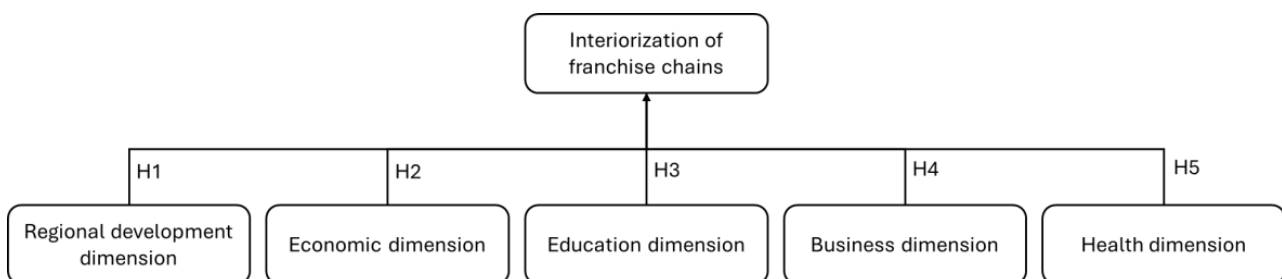 Interiorization of
franchise chains
H1
H2
H3
H4
H5
Regional development
dimension
Economic dimension
Education dimension
Business dimension
Health dimension